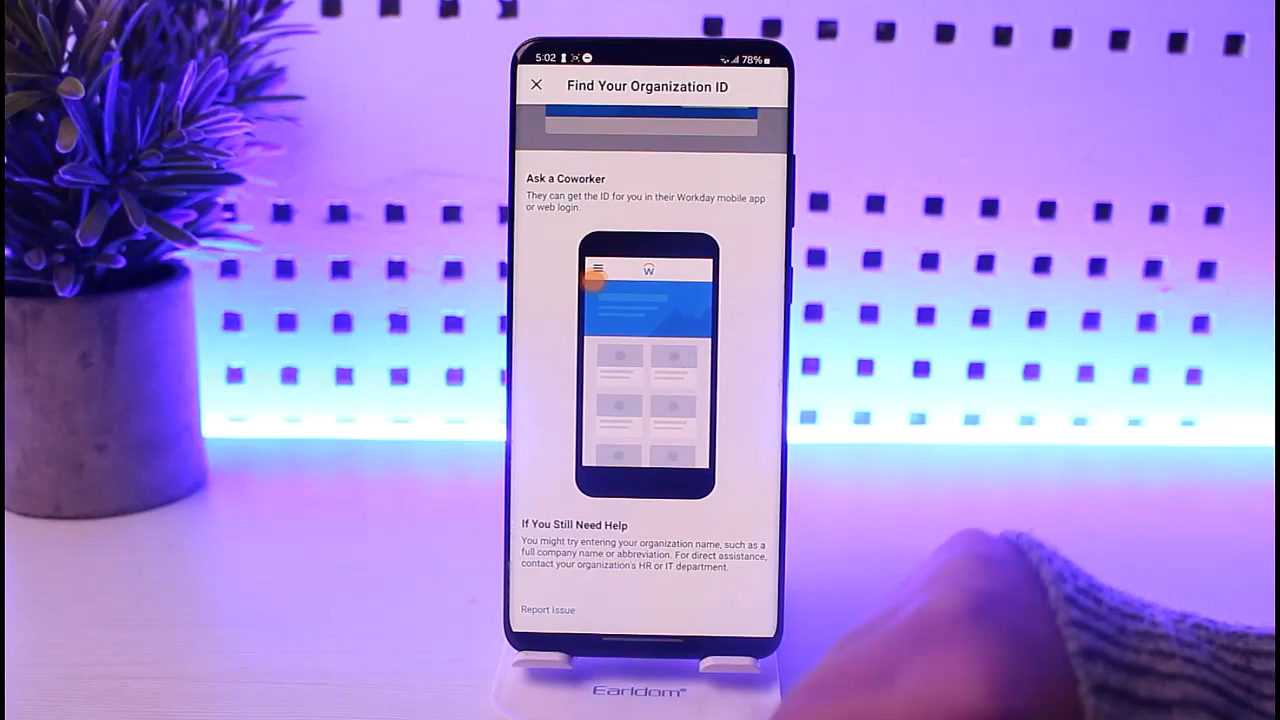 5:02 78%
Find Your Organization ID
Ask a Coworker
They can get the ID for you in their Workday mobile app
or web login.
W
If You Still Need Help
You might try entering your organization name, such as a
full company name or abbreviation. For direct assistance,
contact your organization's HR or IT department.
Report Issue
Earldom®